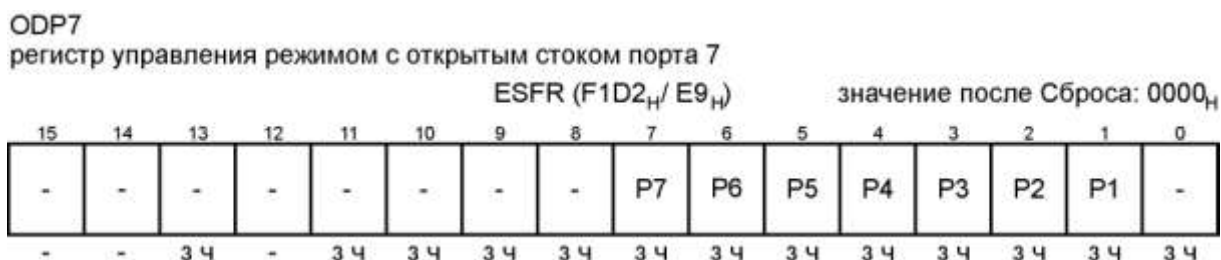 ODP7
регистр управления режимом с открытым стоком порта 7
ESFR (F1D2H/ E9H) значение после Сброса: 0000H
15 14 13 12 11 10 9 8 7 6 5 4 3 2 1 0
- - - - - - - - P7 P6 P5 P4 P3 P2 P1 -
- - З Ч - З Ч З Ч З Ч З Ч З Ч З Ч З Ч З Ч З Ч З Ч З Ч З Ч